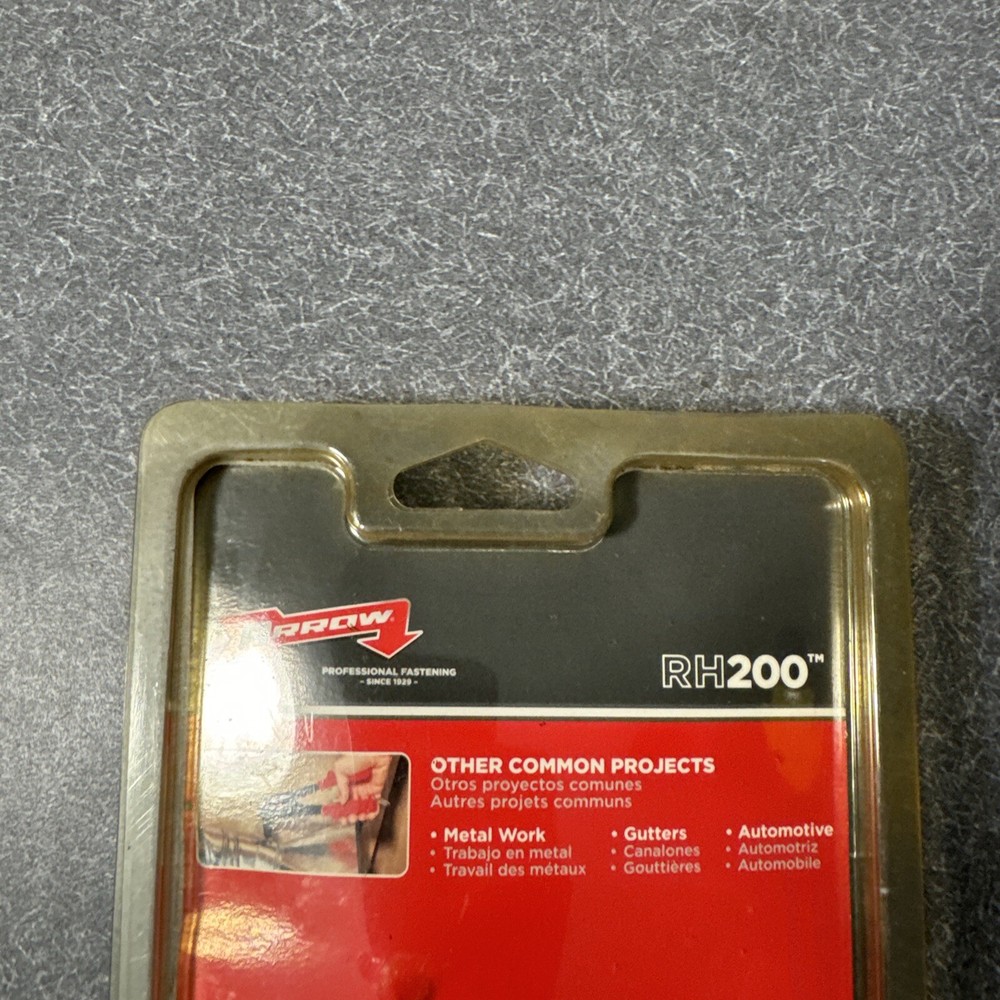 ARROW®
PROFESSIONAL FASTENING
- SINCE 1929 -
RH200™
OTHER COMMON PROJECTS
Otros proyectos comunes
Autres projets communs
• Metal Work
• Trabajo en metal
• Travail des métaux
• Gutters
• Canalones
• Gouttières
• Automotive
• Automotriz
• Automobile